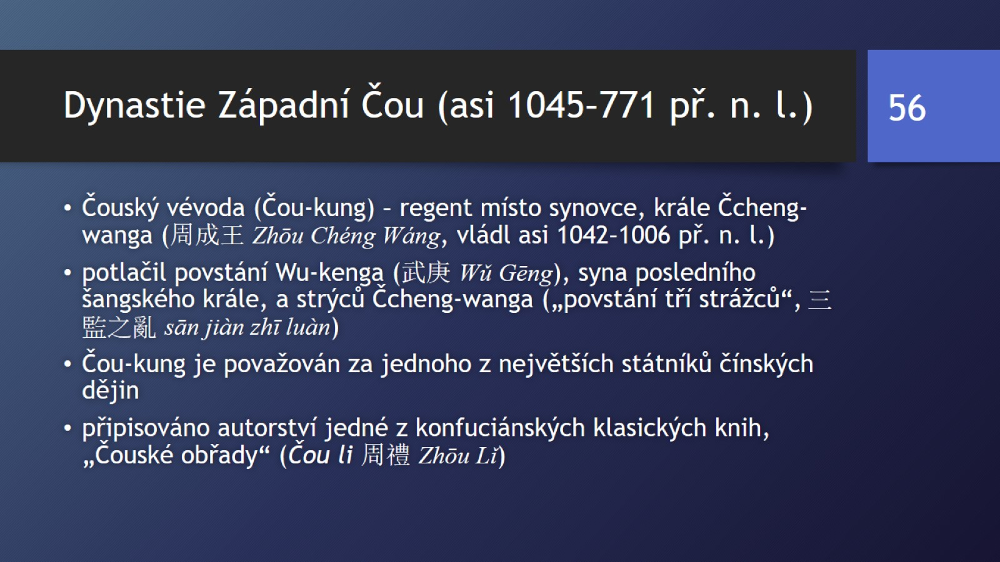 Dynastie Západní Čou (asi 1045–771 př. n. l.)
56
• Čouský vévoda (Čou-kung) – regent místo synovce, krále Čcheng-
wanga (周成王 Zhōu Chéng Wáng, vládl asi 1042–1006 př. n. l.)
• potlačil povstání Wu-kenga (武庚 Wǔ Gēng), syna posledního
šangského krále, a strýců Čcheng-wanga („povstání tří strážců“, 三
監之亂 sān jiàn zhī luàn)
• Čou-kung je považován za jednoho z největších státníků čínských
dějin
• připisováno autorství jedné z konfuciánských klasických knih,
„Čouské obřady“ (Čou li 周禮 Zhōu Lǐ)